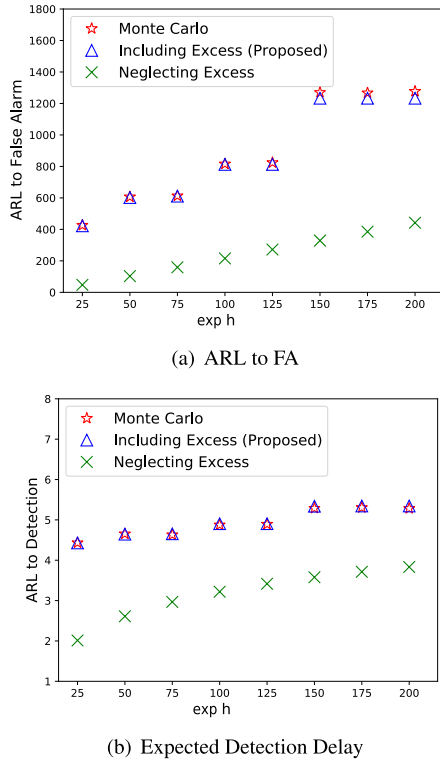 1800
1600
1400
1200
1000
800
600
400
200
0
ARL to False Alarm
Monte Carlo
Including Excess (Proposed)
Neglecting Excess
25 50 75 100 125 150 175 200
exp h
(a) ARL to FA
8
7
6
5
4
3
2
1
ARL to Detection
Monte Carlo
Including Excess (Proposed)
Neglecting Excess
25 50 75 100 125 150 175 200
exp h
(b) Expected Detection Delay